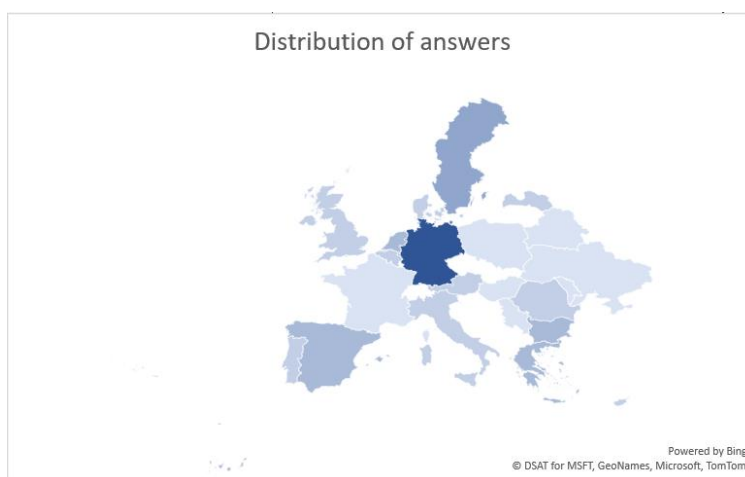 Distribution of answers
Powered by Bing
© DSAT for MSFT, GeoNames, Microsoft, TomTom